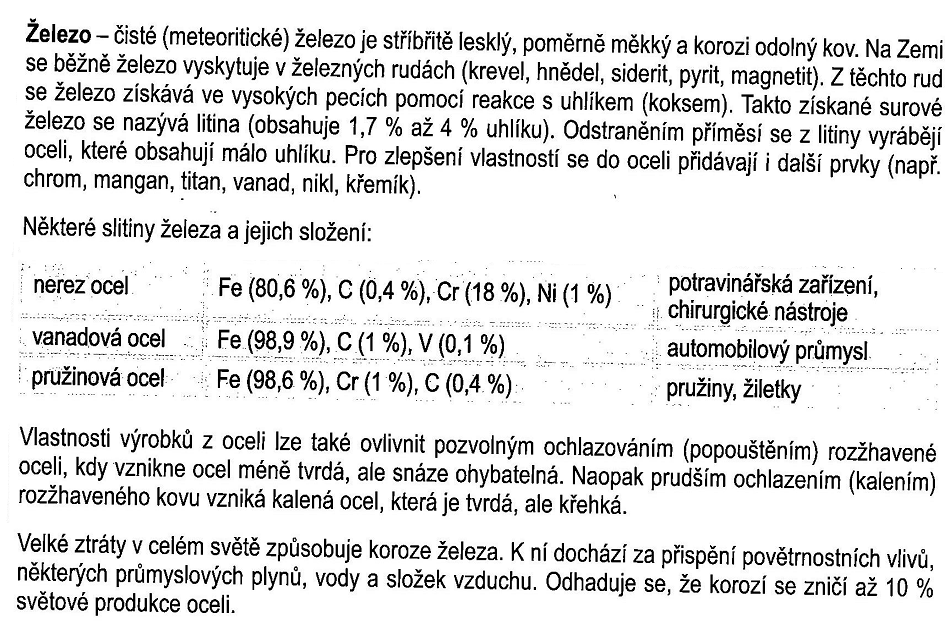 Železo – čisté (meteoritické) železo je stříbřitě lesklý, poměrně měkký a korozi odolný kov. Na Zemi
se běžně železo vyskytuje v železných rudách (krevel, hnědel, siderit, pyrit, magnetit). Z těchto rud
se železo získává ve vysokých pecích pomocí reakce s uhlíkem (koksem). Takto získané surové
železo se nazývá litina (obsahuje 1,7 % až 4 % uhlíku). Odstraněním příměsí se z litiny vyrábějí
oceli, které obsahují málo uhlíku. Pro zlepšení vlastností se do oceli přidávají i další prvky (např.
chrom, mangan, titan, vanad, nikl, křemík).
Některé slitiny železa a jejich složení:
nerez ocel Fe (80,6 %), C (0,4 %), Cr (18 %), Ni (1 %) potravinářská zařízení,
chirurgické nástroje
vanadová ocel Fe (98,9 %), C (1 %), V (0,1 %) automobilový průmysl
pružinová ocel Fe (98,6 %), Cr (1 %), C (0,4 %) pružiny, žiletky
Vlastnosti výrobků z oceli lze také ovlivnit pozvolným ochlazováním (popouštěním) rozžhavené
oceli, kdy vznikne ocel méně tvrdá, ale snáze ohybatelná. Naopak prudším ochlazením (kalením)
rozžhaveného kovu vzniká kalená ocel, která je tvrdá, ale křehká.
Velké ztráty v celém světě způsobuje koroze železa. K ní dochází za přispění povětrnostních vlivů,
některých průmyslových plynů, vody a složek vzduchu. Odhaduje se, že korozí se zničí až 10 %
světové produkce oceli.